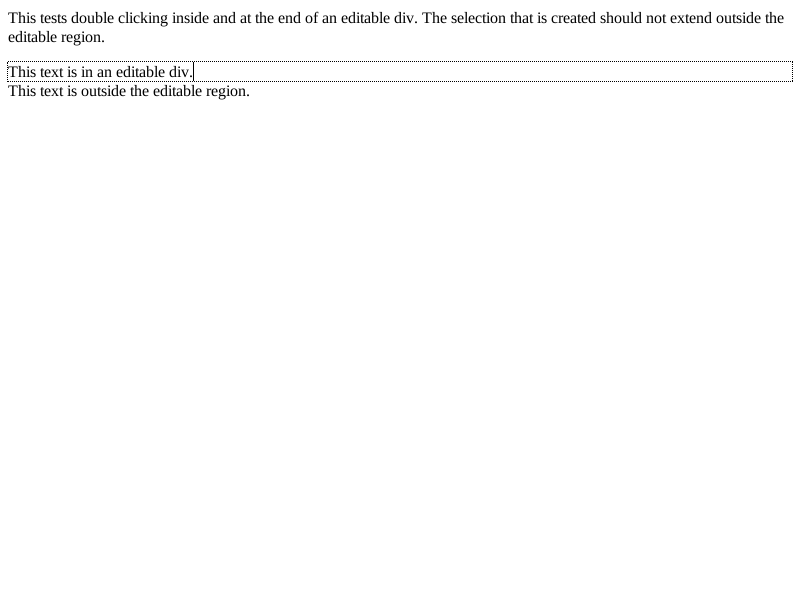 This tests double clicking inside and at the end of an editable div. The selection that is created should not extend outside the
editable region.
This text is in an editable div.
This text is outside the editable region.